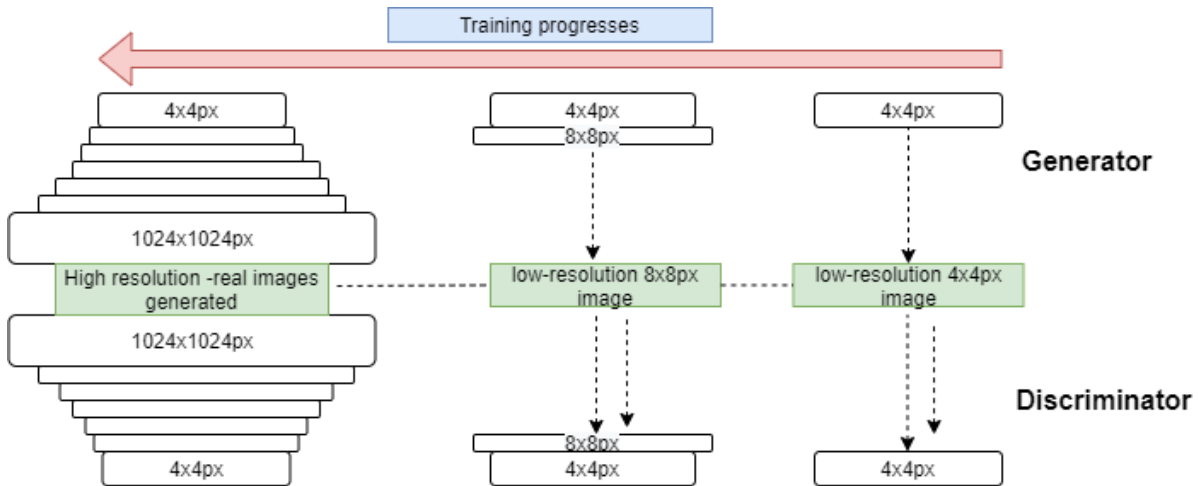 Training progresses
4x4px
4x4px
4x4px
8x8px
Generator
1024x1024px
High resolution -real images
generated
low-resolution 8x8px
image
low-resolution 4x4px
image
1024x1024px
Discriminator
8x8px
4x4px
4x4px
4x4px